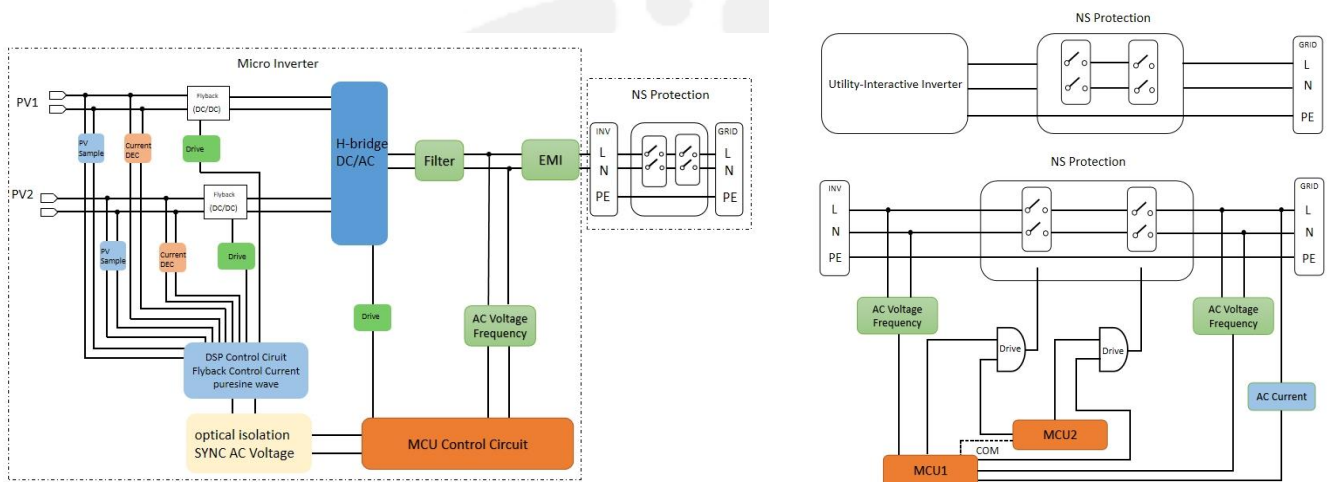 Micro Inverter
PV1
Flyback
(DC/DC)
PV
Sample
Current
DEC
Drive
H-bridge
DC/AC
Filter
EMI
PV2
Flyback
(DC/DC)
PV
Sample
Current
DEC
Drive
Drive
AC Voltage
Frequency
DSP Control Ciruit
Flyback Control Current
puresine wave
optical isolation
SYNC AC Voltage
MCU Control Circuit
NS Protection
INV
L
N
PE
GRID
L
N
PE
NS Protection
Utility-Interactive Inverter
GRID
L
N
PE
NS Protection
INV
L
N
PE
GRID
L
N
PE
AC Voltage
Frequency
AC Voltage
Frequency
Drive
Drive
AC Current
MCU2
COM
MCU1